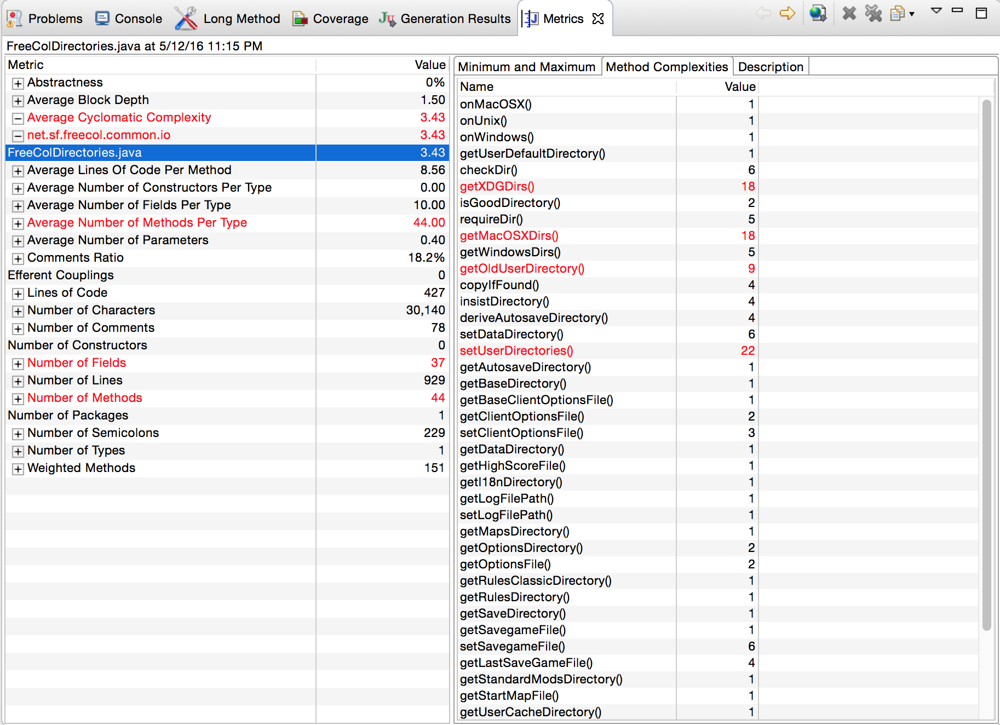 Problems Console Long Method Coverage Generation Results Metrics
FreeColDirectories.java at 5/12/16 11:15 PM
Metric Value
Abstractness 0%
Average Block Depth 1.50
Average Cyclomatic Complexity 3.43
net.sf.freecol.common.io 3.43
FreeColDirectories.java 3.43
Average Lines Of Code Per Method 8.56
Average Number of Constructors Per Type 0.00
Average Number of Fields Per Type 10.00
Average Number of Methods Per Type 44.00
Average Number of Parameters 0.40
Comments Ratio 18.2%
Efferent Couplings 0
Lines of Code 427
Number of Characters 30,140
Number of Comments 78
Number of Constructors 0
Number of Fields 37
Number of Lines 929
Number of Methods 44
Number of Packages 1
Number of Semicolons 229
Number of Types 1
Weighted Methods 151
Minimum and Maximum Method Complexities Description
Name Value
onMacOSX() 1
onUnix() 1
onWindows() 1
getUserDefaultDirectory() 1
checkDir() 6
getXDGDirs() 18
isGoodDirectory() 2
requireDir() 5
getMacOSXDirs() 18
getWindowsDirs() 5
getOldUserDirectory() 9
copyIfFound() 4
insistDirectory() 4
deriveAutosaveDirectory() 4
setDataDirectory() 6
setUserDirectories() 22
getAutosaveDirectory() 1
getBaseDirectory() 1
getBaseClientOptionsFile() 1
getClientOptionsFile() 2
setClientOptionsFile() 3
getDataDirectory() 1
getHighScoreFile() 1
getI18nDirectory() 1
getLogFilePath() 1
setLogFilePath() 1
getMapsDirectory() 1
getOptionsDirectory() 2
getOptionsFile() 2
getRulesClassicDirectory() 1
getRulesDirectory() 1
getSaveDirectory() 1
getSavegameFile() 1
setSavegameFile() 6
getLastSaveGameFile() 4
getStandardModsDirectory() 1
getStartMapFile() 1
getUserCacheDirectory() 1